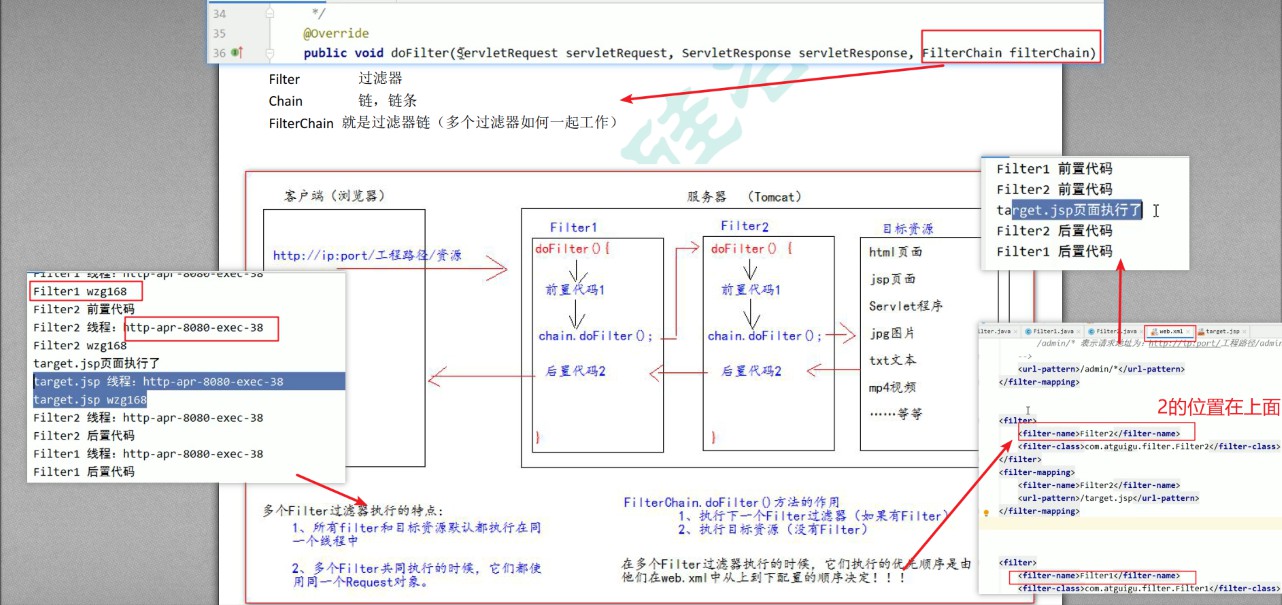 34 */
35 @Override
36 public void doFilter(ServletRequest servletRequest, ServletResponse servletResponse, FilterChain filterChain)
Filter 过滤器
Chain 链，链条
FilterChain 就是过滤器链（多个过滤器如何一起工作）
客户端（浏览器）
http://ip:port/工程路径/资源
服务器 （Tomcat）
Filter1
doFilter(){
前置代码1
chain.doFilter();
后置代码2
}
Filter2
doFilter() {
前置代码1
chain.doFilter();
后置代码2
}
目标资源
html页面
jsp页面
Servlet程序
jpg图片
txt文本
mp4视频
······等等
Filter1 前置代码
Filter2 前置代码
target.jsp页面执行了
Filter2 后置代码
Filter1 后置代码
Filter1 线程：http-apr-8080-exec-38
Filter1 wzg168
Filter2 前置代码
Filter2 线程：http-apr-8080-exec-38
Filter2 wzg168
target.jsp页面执行了
target.jsp 线程：http-apr-8080-exec-38
target.jsp wzg168
Filter2 线程：http-apr-8080-exec-38
Filter2 后置代码
Filter1 线程：http-apr-8080-exec-38
Filter1 后置代码
Filter1.java
Filter2.java
web.xml
target.jsp
/admin/* 表示请求地址为：http://ip:port/工程路径/admin
-->
<url-pattern>/admin/*</url-pattern>
</filter-mapping>
2的位置在上面
<filter>
<filter-name>Filter2</filter-name>
<filter-class>com.atguigu.filter.Filter2</filter-class>
</filter>
<filter-mapping>
<filter-name>Filter2</filter-name>
<url-pattern>/target.jsp</url-pattern>
</filter-mapping>
<filter>
<filter-name>Filter1</filter-name>
<filter-class>com.atguigu.filter.Filter1</filter-class>
多个Filter过滤器执行的特点：
1、所有filter和目标资源默认都执行在同
一个线程中
2、多个Filter共同执行的时候，它们都使
用同一个Request对象。
FilterChain.doFilter()方法的作用
1、执行下一个Filter过滤器（如果有Filter）
2、执行目标资源（没有Filter）
在多个Filter过滤器执行的时候，它们执行的优先顺序是由
他们在web.xml中从上到下配置的顺序决定！！！